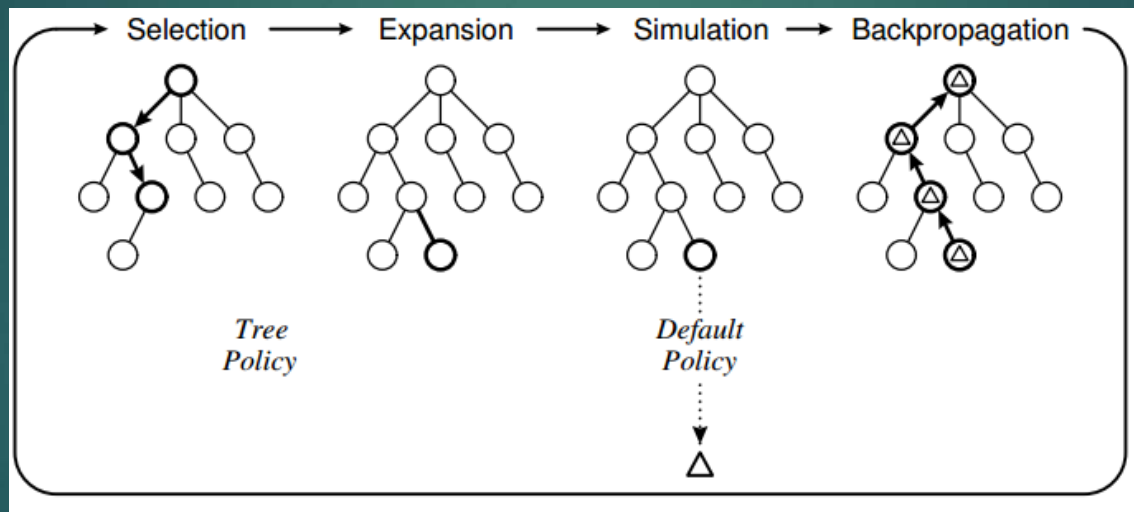 Selection Expansion Simulation Backpropagation
Tree
Policy
Default
Policy